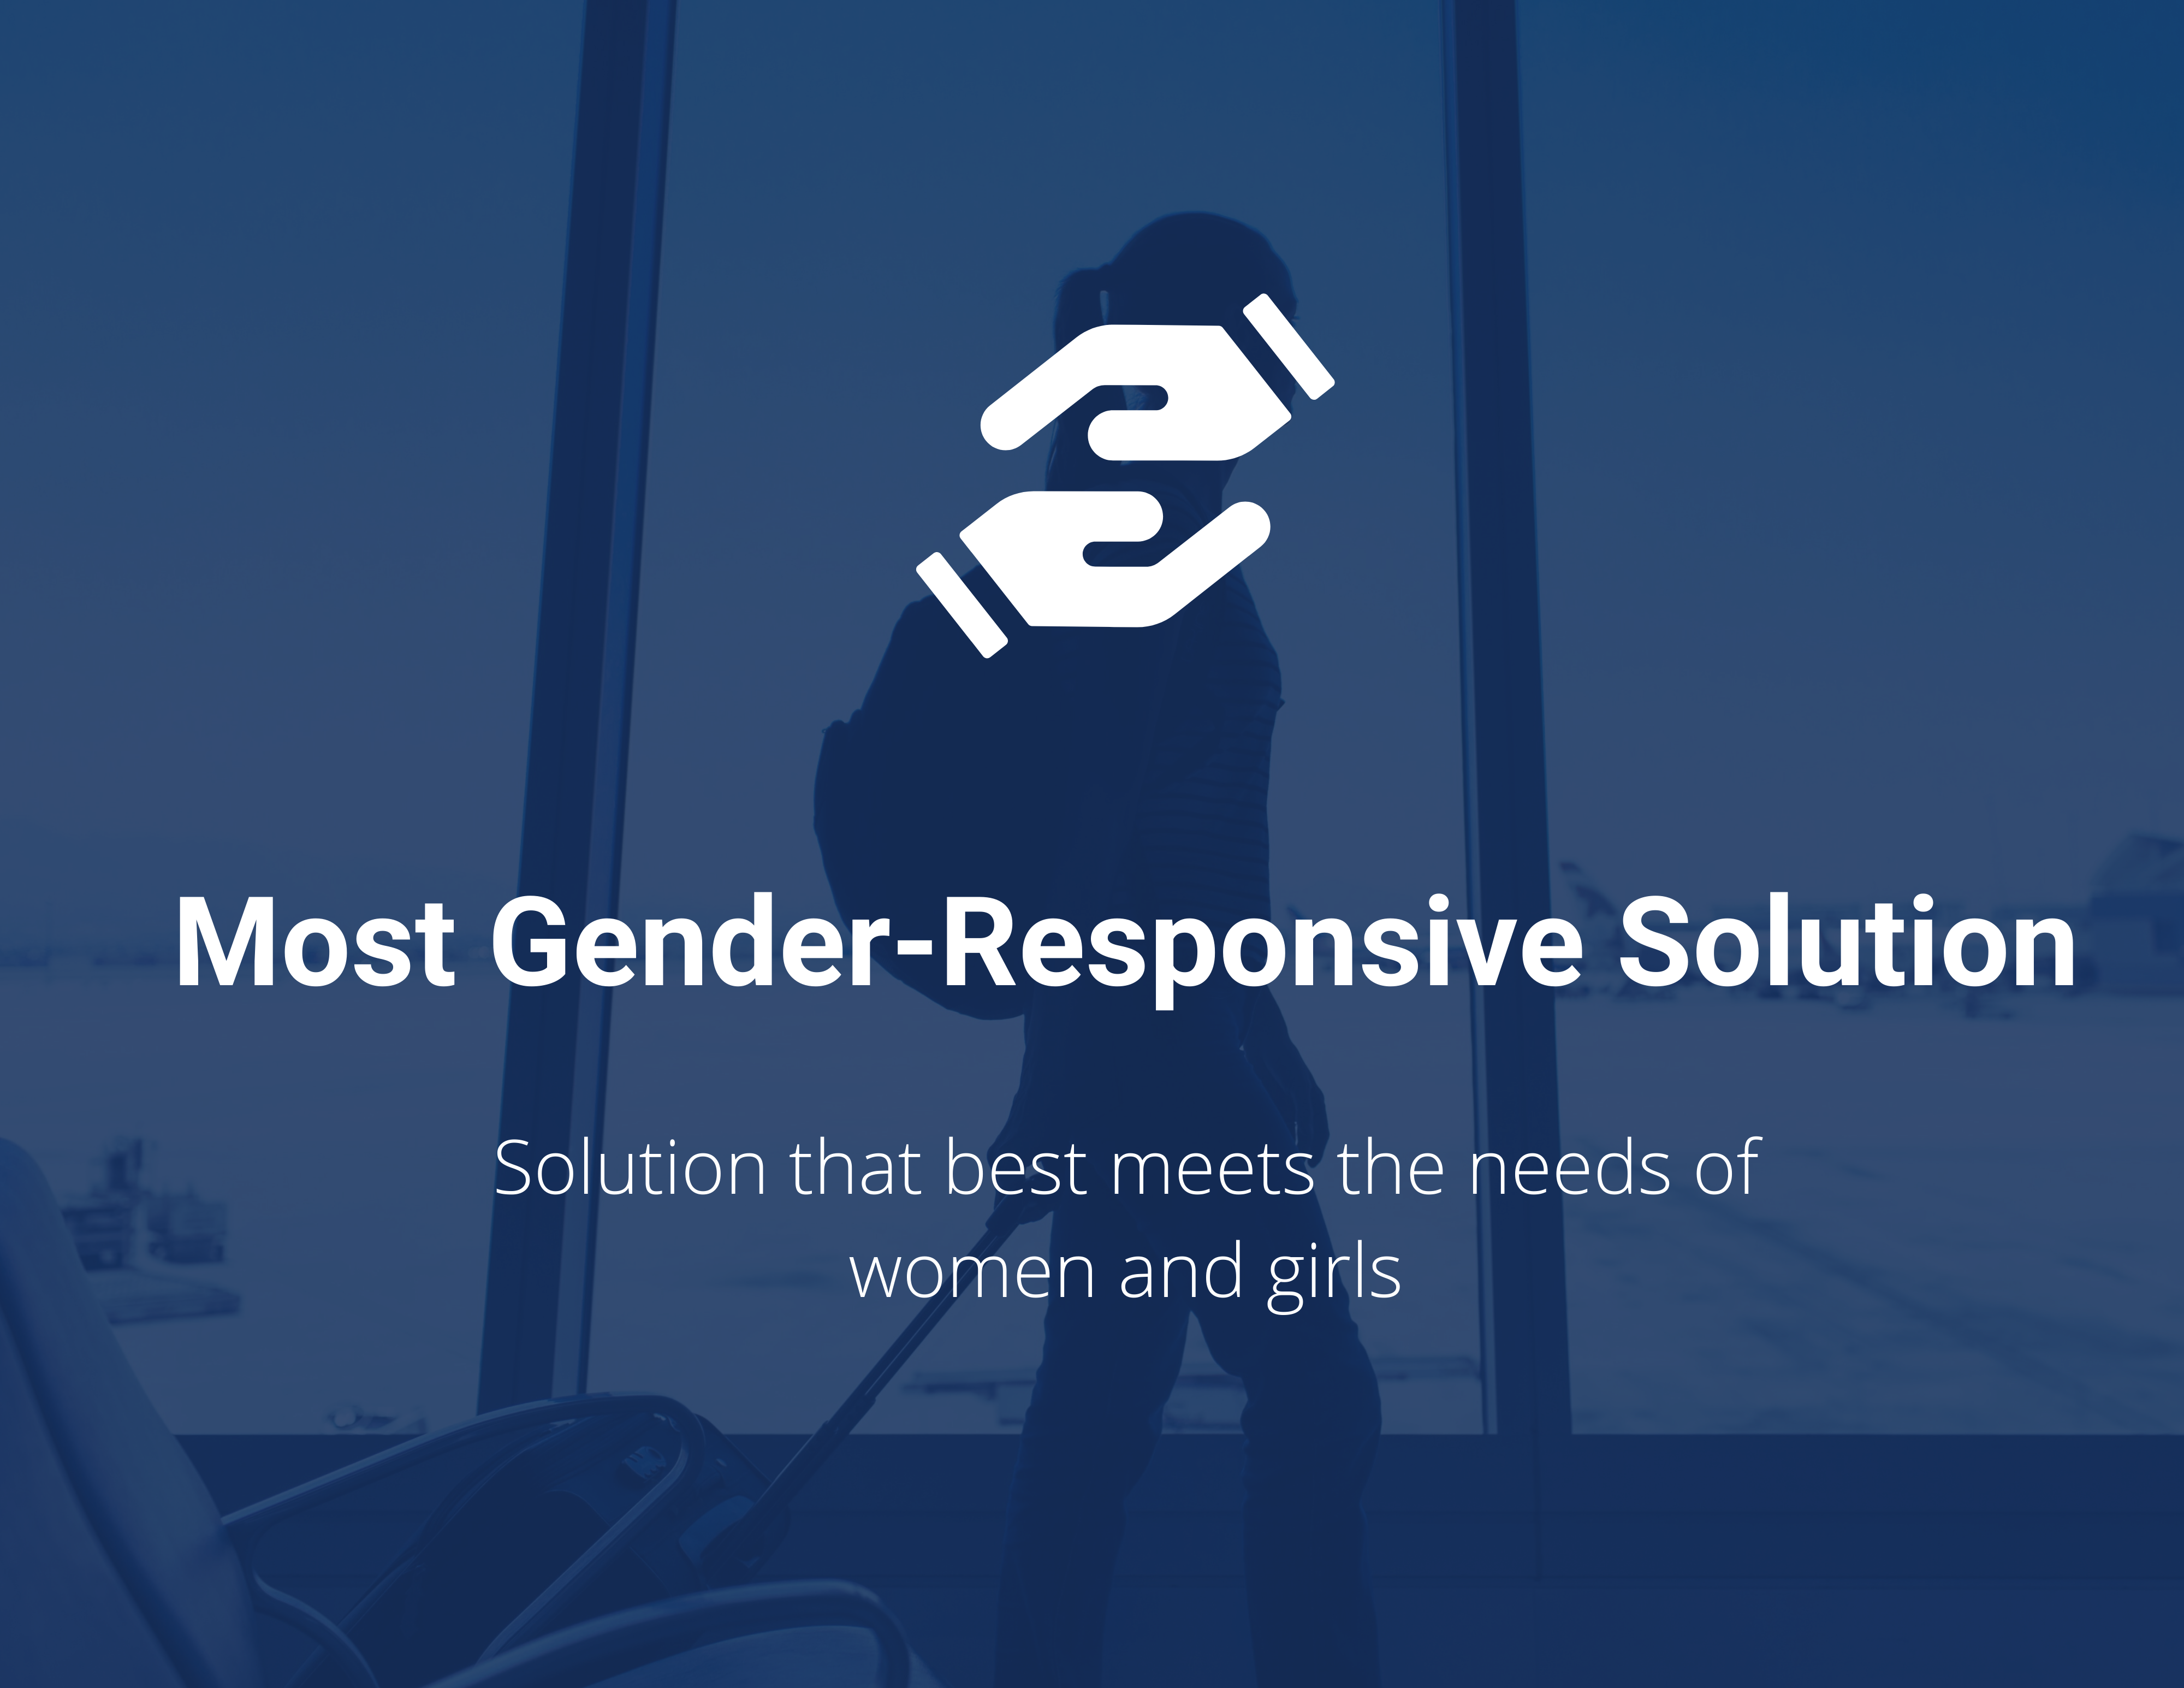 Most Gender-Responsive Solution
Solution that best meets the needs of
women and girls